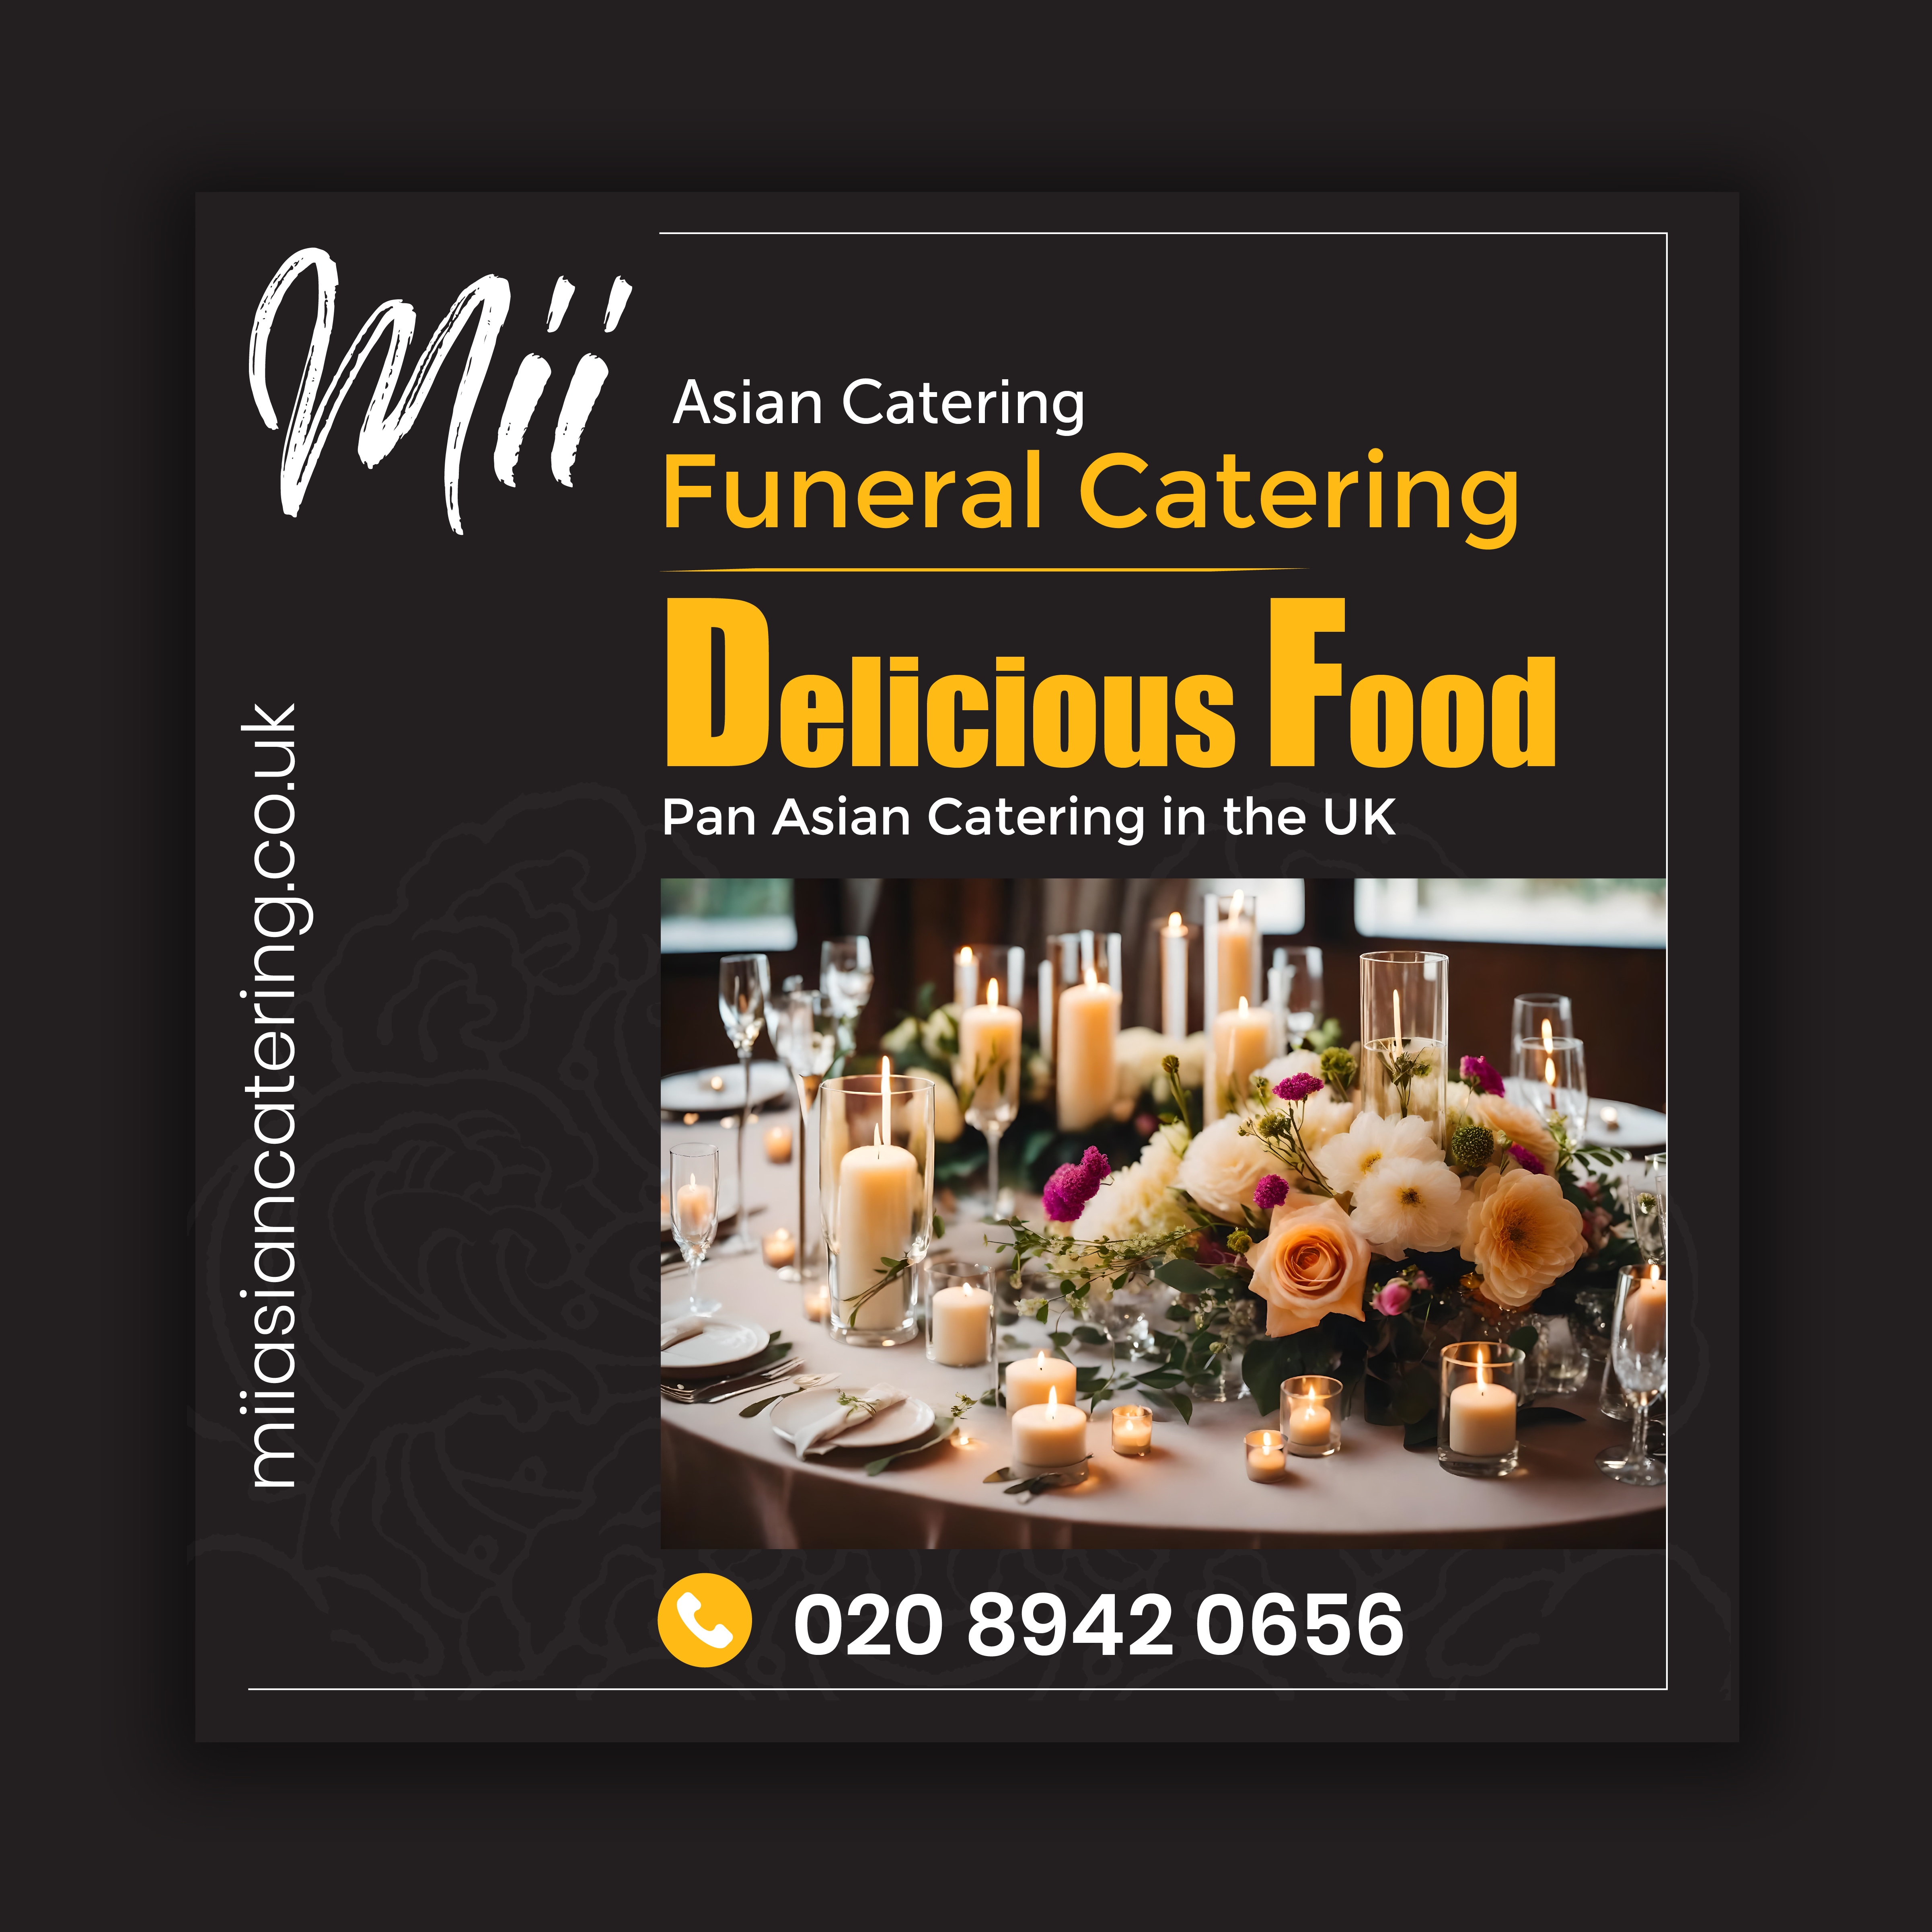 Mii
Asian Catering
Funeral Catering
Delicious Food
Pan Asian Catering in the UK
miiasiancatering.co.uk
020 8942 0656